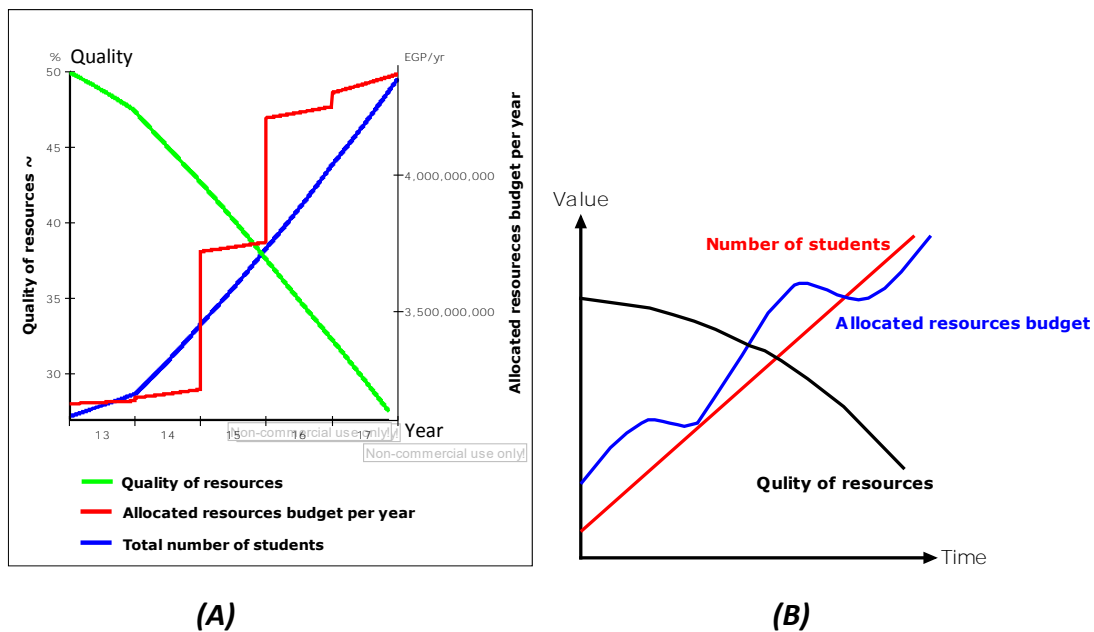 % Quality
EGP/yr
50
45
40
35
30
4,000,000,000
3,500,000,000
Quality of resources ~
Allocated resoureces budget per year
13 14 15 16 17 Year
Non-commercial use only!
Non-commercial use only!
Quality of resources
Allocated resources budget per year
Total number of students
(A)
Value
Number of students
Allocated resources budget
Qulity of resources
Time
(B)